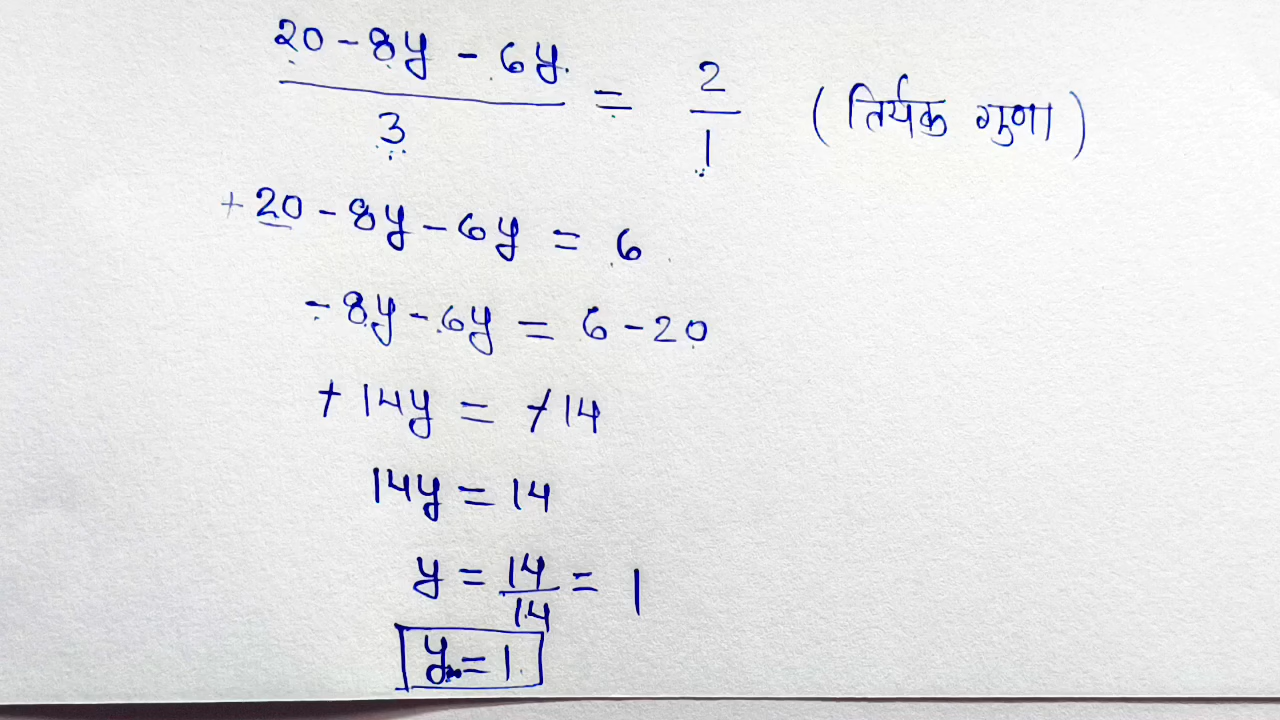 20 - 8y - 6y / 3 = 2 / 1 (तिर्यक गुणा)
+20 - 8y - 6y = 6
- 8y - 6y = 6 - 20
+ 14y = +14
14y = 14
y = 14 / 14 = 1
y = 1